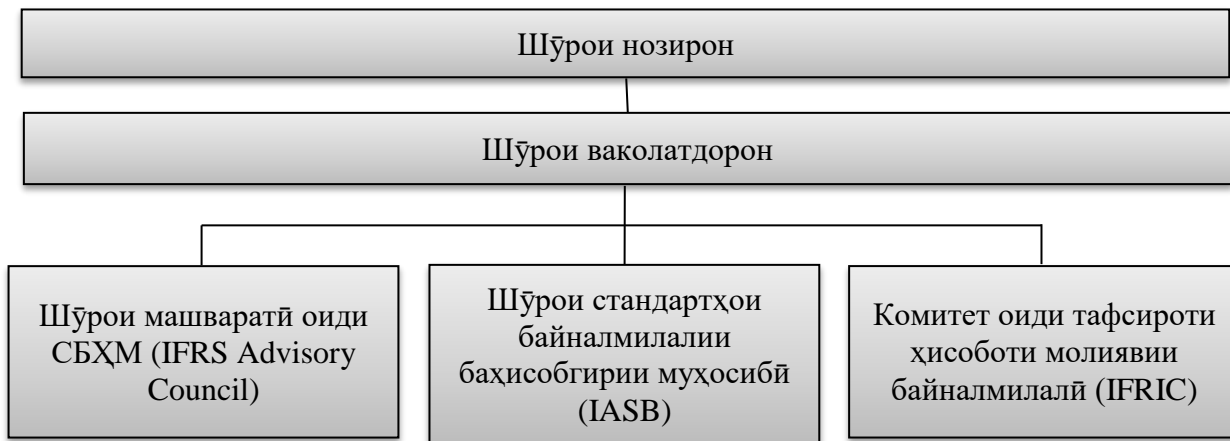 Шӯрои нозирон
Шӯрои ваколатдорон
Шӯрои машваратӣ оиди
СБҲМ (IFRS Advisory
Council)
Шӯрои стандартҳои
байналмилалии
баҳисобгирии муҳосибӣ
(IASB)
Комитет оиди тафсироти
ҳисоботи молиявии
байналмилалӣ (IFRIC)